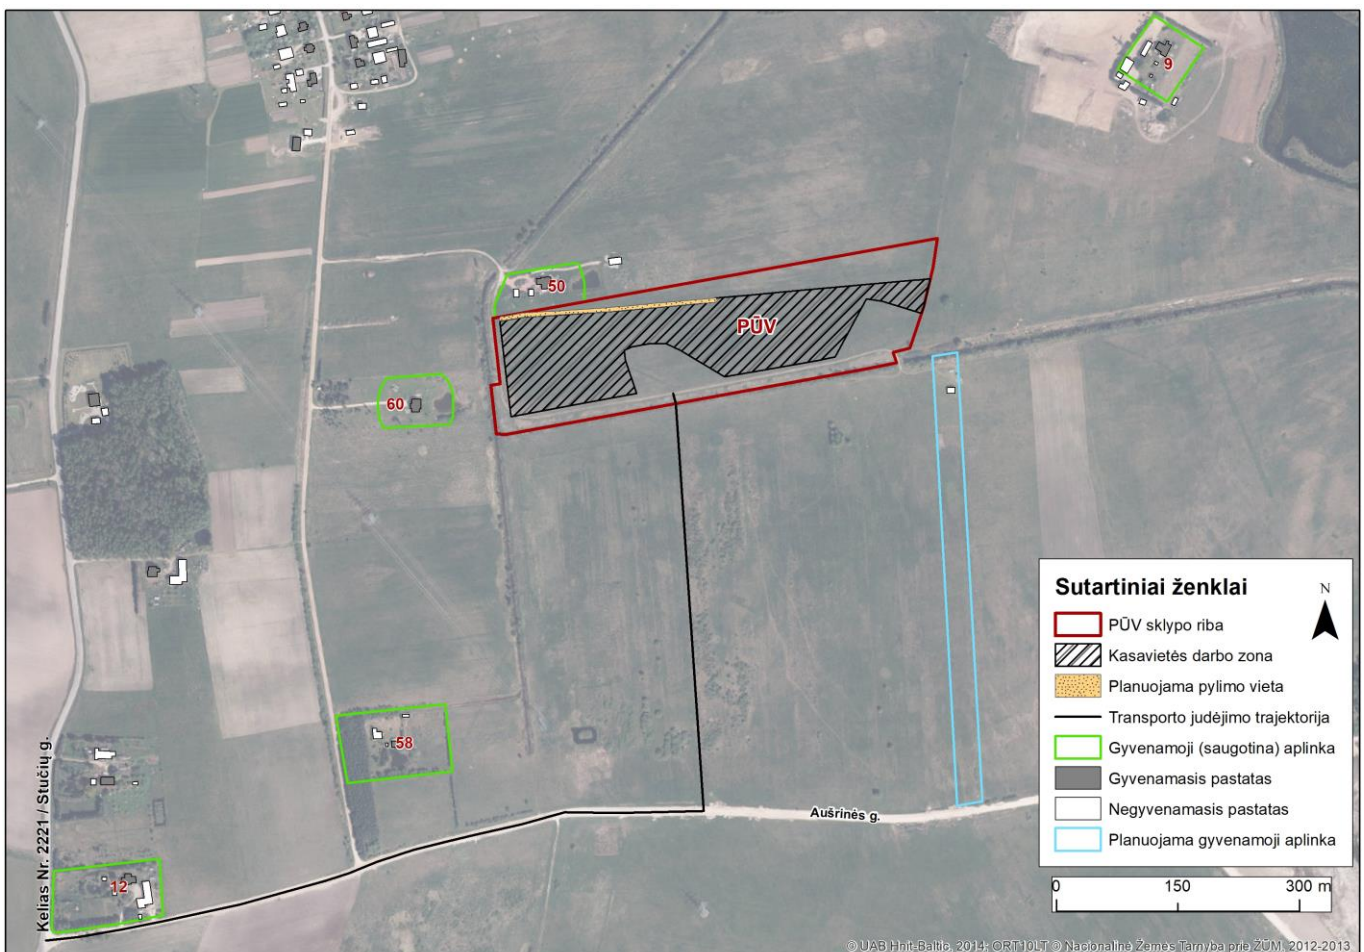 9
50
PŪV
60
58
12
Kelias Nr. 2221 / Stučių g.
Aušrinės g.
Sutartiniai ženklai
N
PŪV sklypo riba
Kasavietės darbo zona
Planuojama pylimo vieta
Transporto judėjimo trajektorija
Gyvenamoji (saugotina) aplinka
Gyvenamasis pastatas
Negyvenamasis pastatas
Planuojama gyvenamoji aplinka
0 150 300 m
© UAB Hnit-Baltic, 2014; ORT10LT © Nacionalinė Žemės Tarnyba prie ŽŪM, 2012-2013